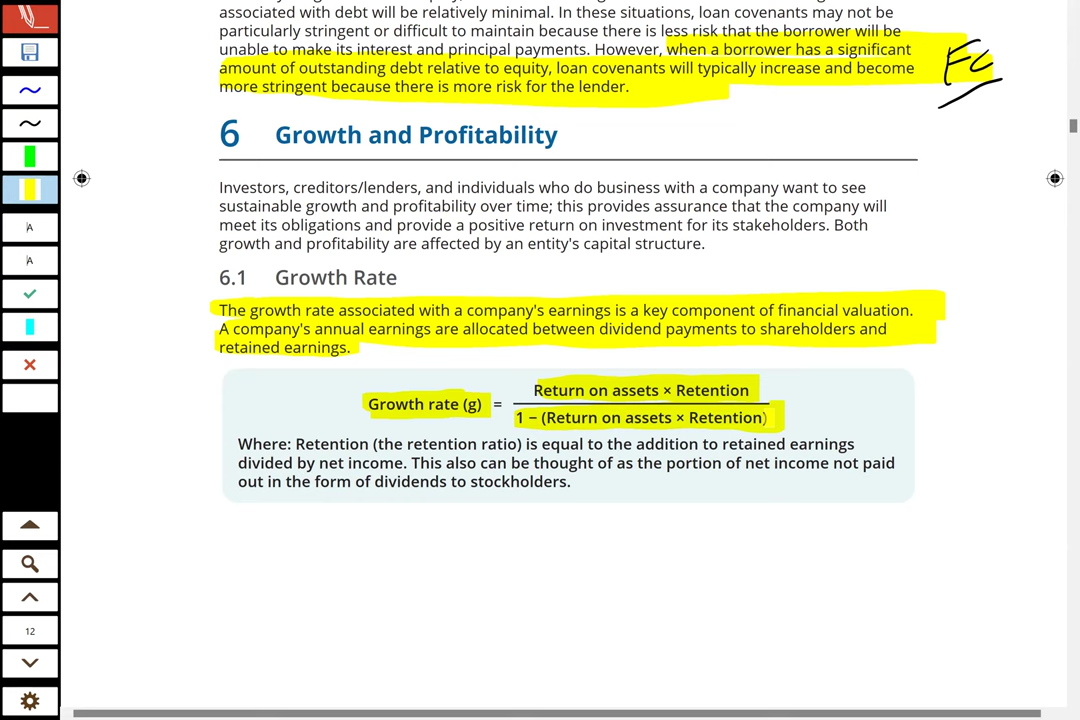 associated with debt will be relatively minimal. In these situations, loan covenants may not be
particularly stringent or difficult to maintain because there is less risk that the borrower will be
unable to make its interest and principal payments. However, when a borrower has a significant
amount of outstanding debt relative to equity, loan covenants will typically increase and become
more stringent because there is more risk for the lender.
6 Growth and Profitability
Investors, creditors/lenders, and individuals who do business with a company want to see
sustainable growth and profitability over time; this provides assurance that the company will
meet its obligations and provide a positive return on investment for its stakeholders. Both
growth and profitability are affected by an entity's capital structure.
6.1 Growth Rate
The growth rate associated with a company's earnings is a key component of financial valuation.
A company's annual earnings are allocated between dividend payments to shareholders and
retained earnings.
Growth rate (g) = Return on assets × Retention
1 − (Return on assets × Retention)
Where: Retention (the retention ratio) is equal to the addition to retained earnings
divided by net income. This also can be thought of as the portion of net income not paid
out in the form of dividends to stockholders.
A
A
12